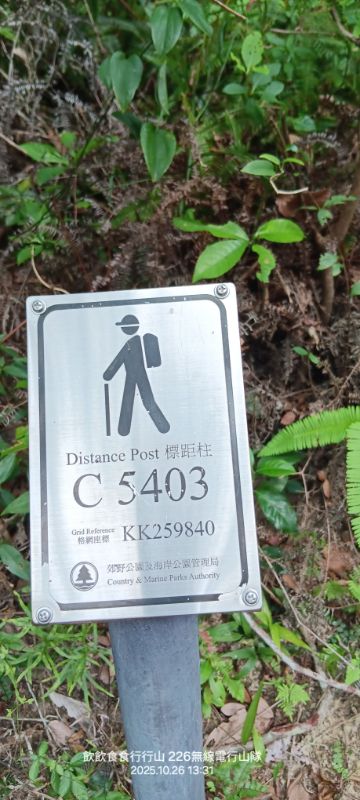 Distance Post 標距柱
C 5403
Grid Reference
格網座標 KK259840
郊野公園及海岸公園管理局
Country & Marine Parks Authority
飲飲食食行行山 226無線電行山隊
2025.10.26 13:31